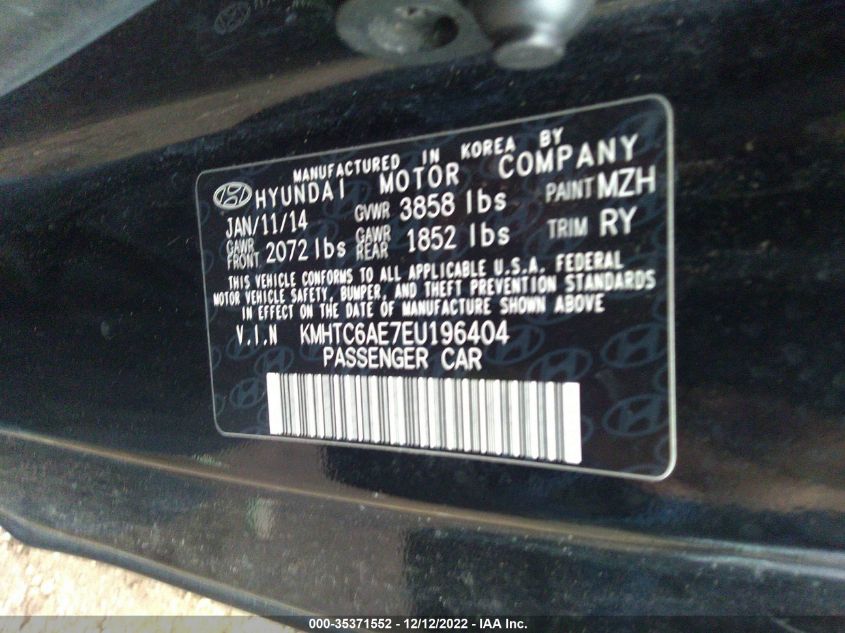 MANUFACTURED IN KOREA BY
HYUNDAI MOTOR COMPANY
JAN/11/14 GVWR 3858 lbs PAINT MZH
GAWR FRONT 2072 lbs GAWR REAR 1852 lbs TRIM RY
THIS VEHICLE CONFORMS TO ALL APPLICABLE U.S.A. FEDERAL
MOTOR VEHICLE SAFETY, BUMPER, AND THEFT PREVENTION STANDARDS
IN EFFECT ON THE DATE OF MANUFACTURE SHOWN ABOVE
V.I.N KMHTC6AE7EU196404
PASSENGER CAR
000-35371552 - 12/12/2022 - IAA Inc.